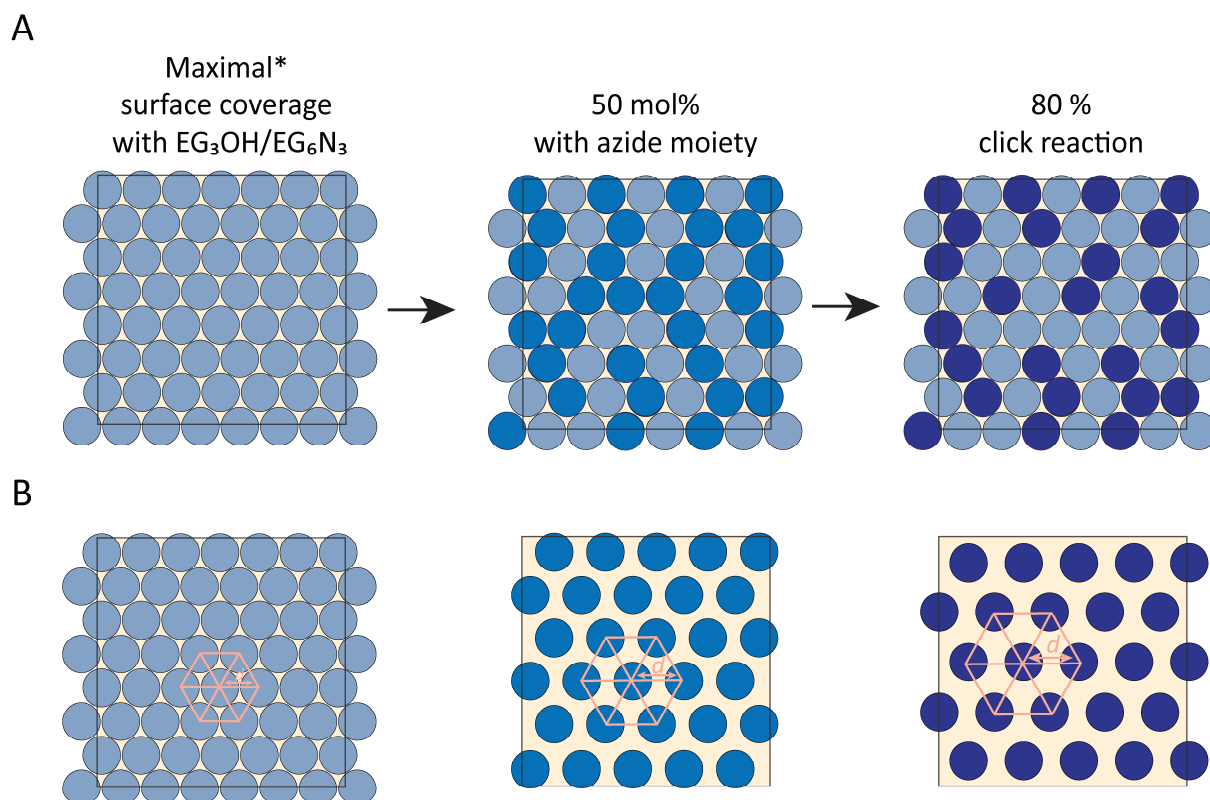 A
Maximal*
surface coverage
with EG₃OH/EG₆N₃
50 mol%
with azide moiety
80 %
click reaction
B
d
d